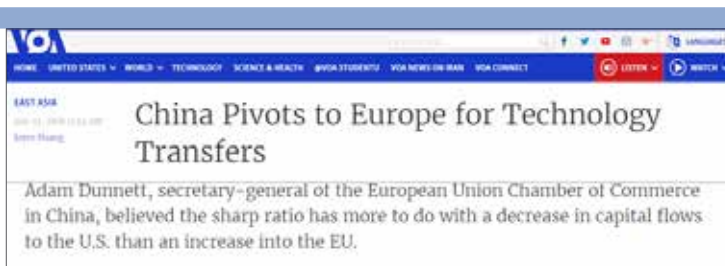 VOA
HOME UNITED STATES WORLD TECHNOLOGY SCIENCE & HEALTH @VOA STUDENTU VOA NEWS ON IRAN VOA CONNECT LISTEN WATCH
LANGUAGES
EAST ASIA
China Pivots to Europe for Technology
Transfers
Adam Dunnett, secretary-general of the European Union Chamber of Commerce
in China, believed the sharp ratio has more to do with a decrease in capital flows
to the U.S. than an increase into the EU.